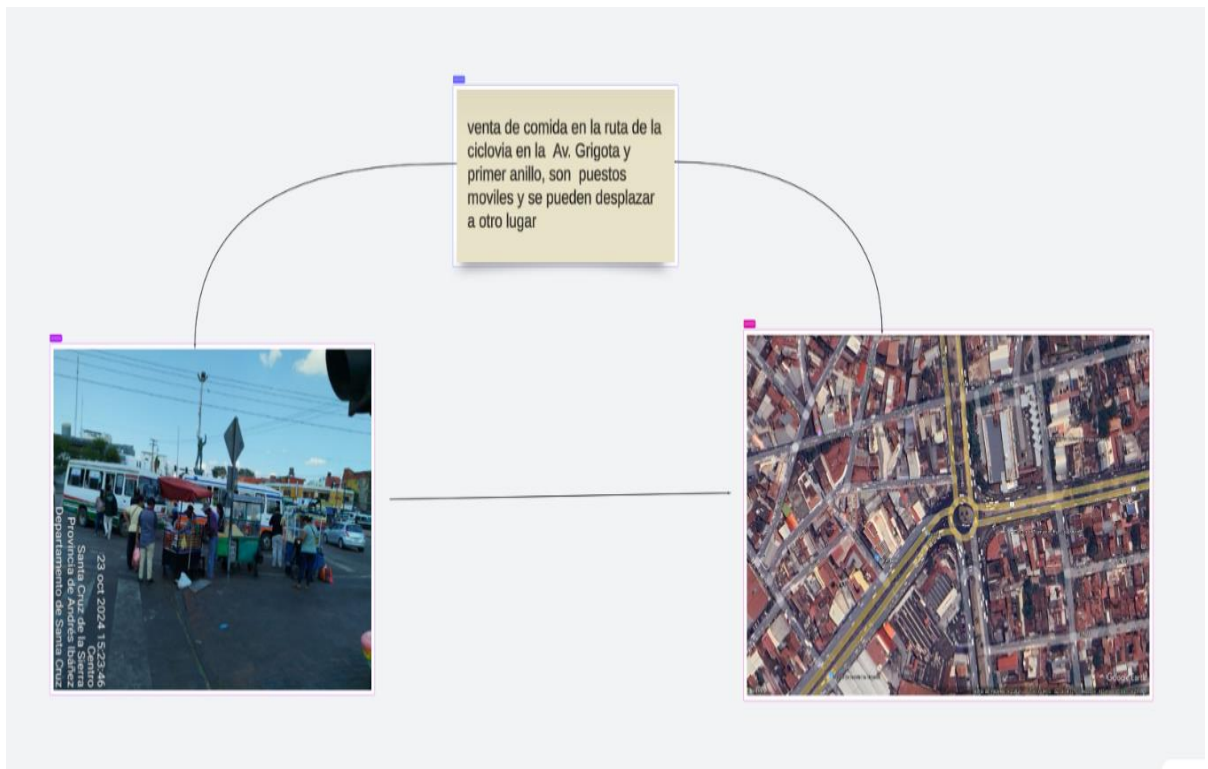 venta de comida en la ruta de la
ciclovia en la Av. Grigota y
primer anillo, son puestos
moviles y se pueden desplazar
a otro lugar
23 oct 2024 15:23:46
Centro
Santa Cruz de la Sierra
Provincia de Andrés Ibáñez
Departamento de Santa Cruz
Google Earth